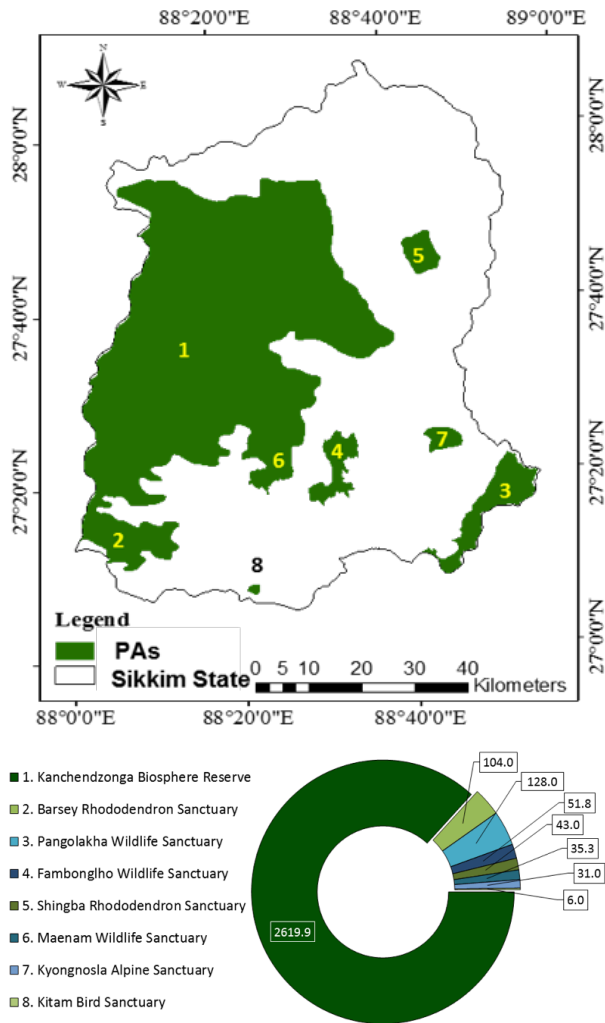 88°20'0"E 88°40'0"E 89°0'0"E
N
W E
S
28°0'0"N
27°40'0"N
27°20'0"N
28°0'0"N
27°40'0"N
27°20'0"N
27°0'0"N
1
5
6
4
7
3
2
8
Legend
PAs
Sikkim State
0 5 10 20 30 40
Kilometers
88°0'0"E 88°20'0"E 88°40'0"E
1. Kanchendzonga Biosphere Reserve
2. Barsey Rhododendron Sanctuary
3. Pangolakha Wildlife Sanctuary
4. Fambonglho Wildlife Sanctuary
5. Shingba Rhododendron Sanctuary
6. Maenam Wildlife Sanctuary
7. Kyongnosla Alpine Sanctuary
8. Kitam Bird Sanctuary
104.0
128.0
51.8
43.0
35.3
31.0
6.0
2619.9